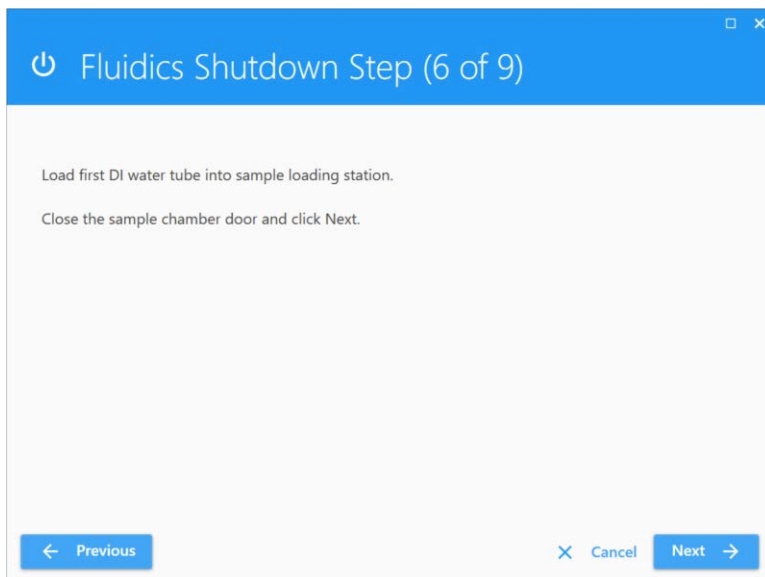 Fluidics Shutdown Step (6 of 9)
Load first DI water tube into sample loading station.
Close the sample chamber door and click Next.
Previous
Cancel
Next